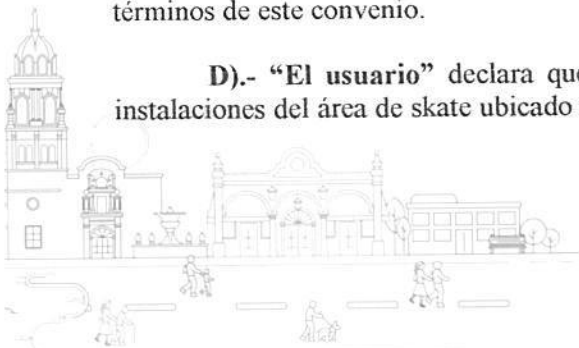 términos de este convenio.
D).- “El usuario” declara que
instalaciones del área de skate ubicado